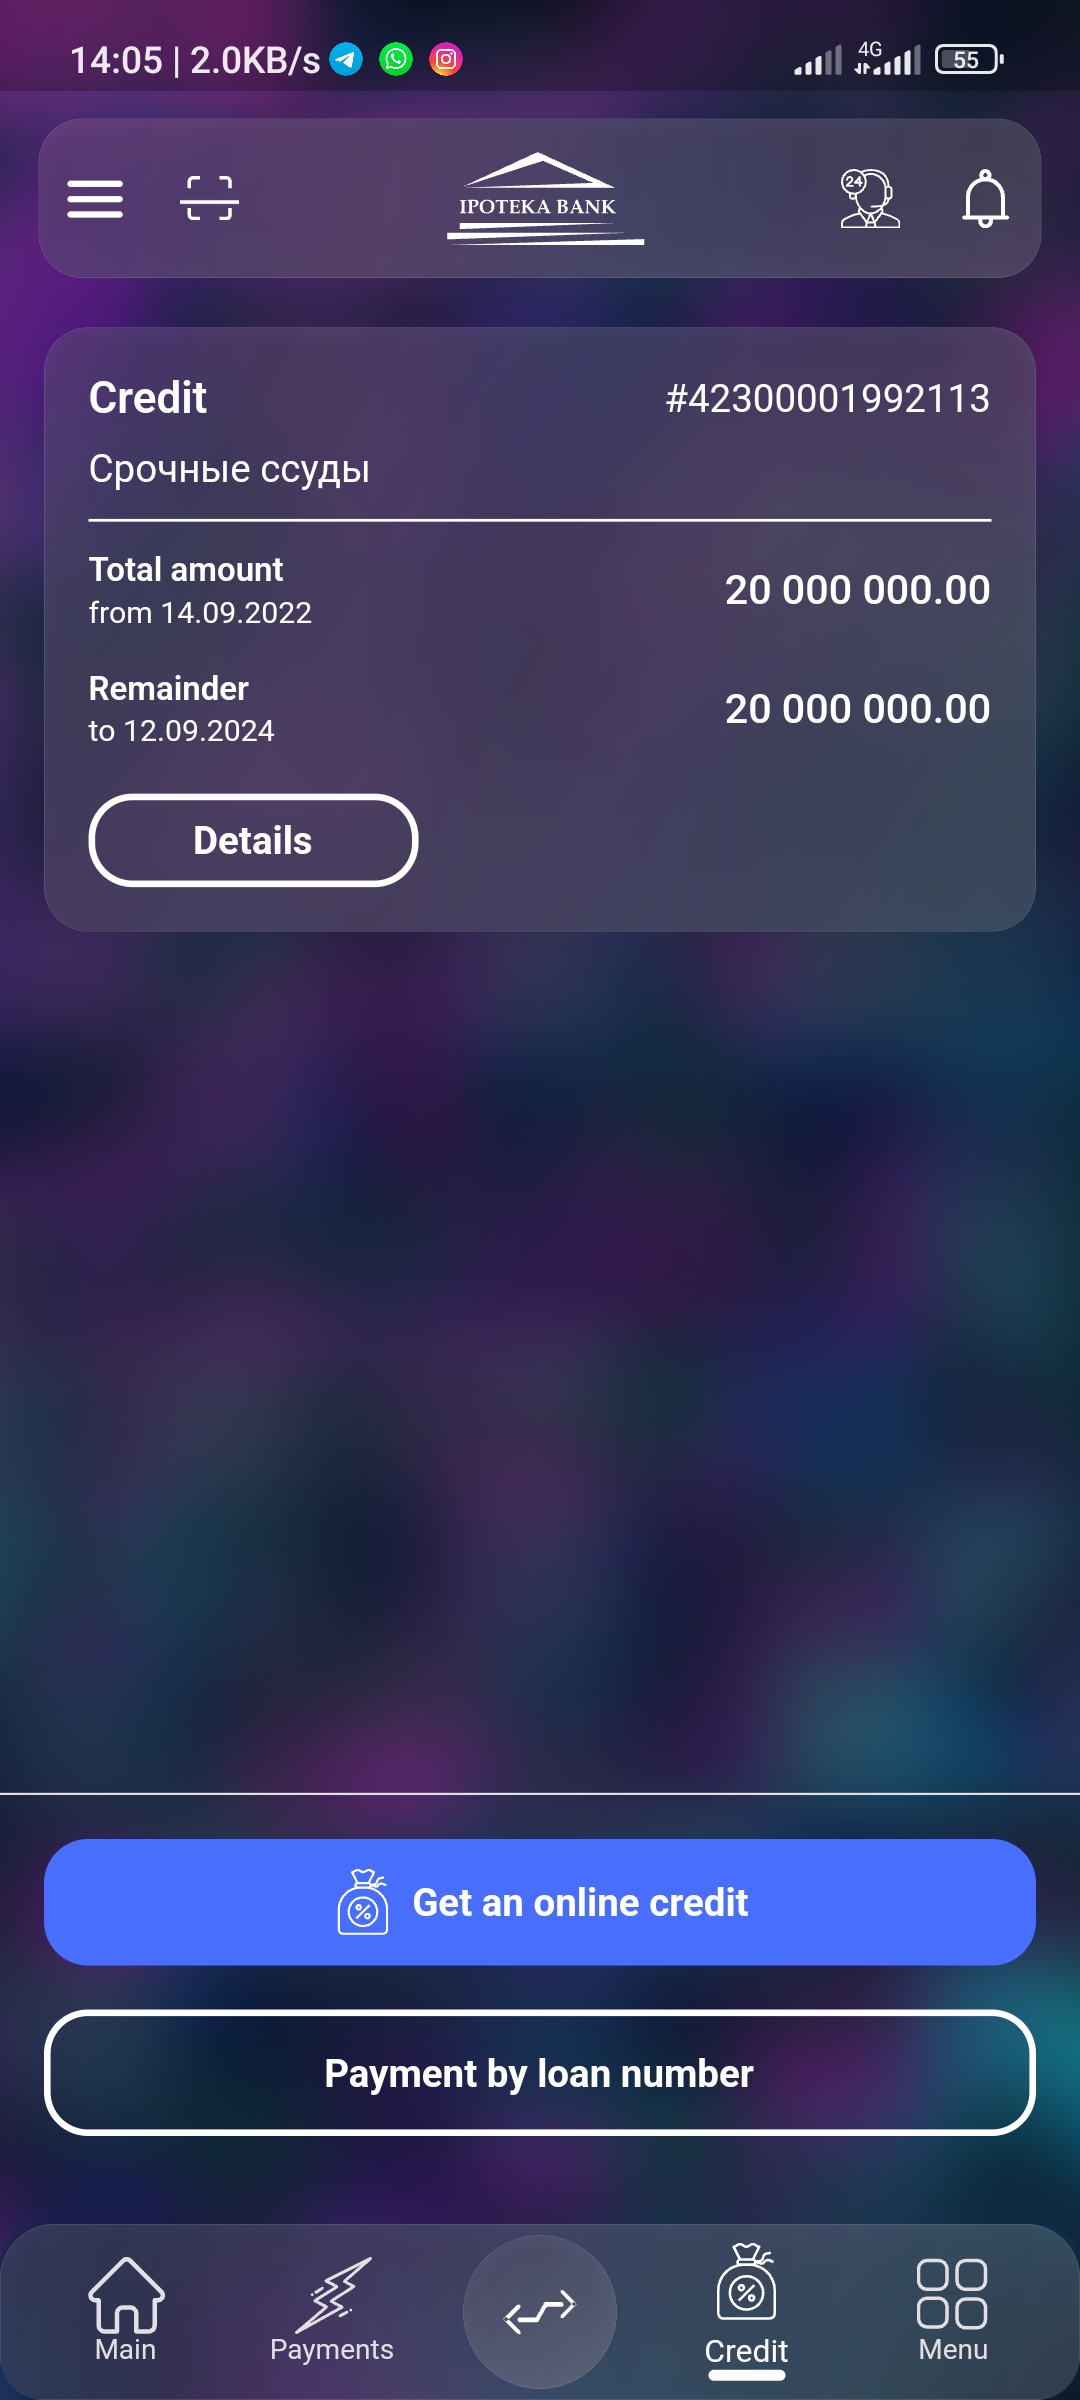 14:05 | 2.0KB/s
4G
55
24
IPOTEKA BANK
Credit
#42300001992113
Срочные ссуды
Total amount
20 000 000.00
from 14.09.2022
Remainder
20 000 000.00
to 12.09.2024
Details
Get an online credit
Payment by loan number
Main
Payments
Credit
Menu